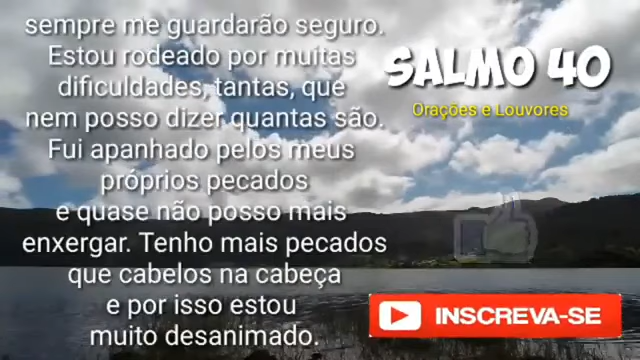 sempre me guardarão seguro.
Estou rodeado por muitas
dificuldades, tantas, que
nem posso dizer quantas são.
Fui apanhado pelos meus
próprios pecados
e quase não posso mais
enxergar. Tenho mais pecados
que cabelos na cabeça
e por isso estou
muito desanimado.
SALMO 40
Orações e Louvores
INSCREVA-SE